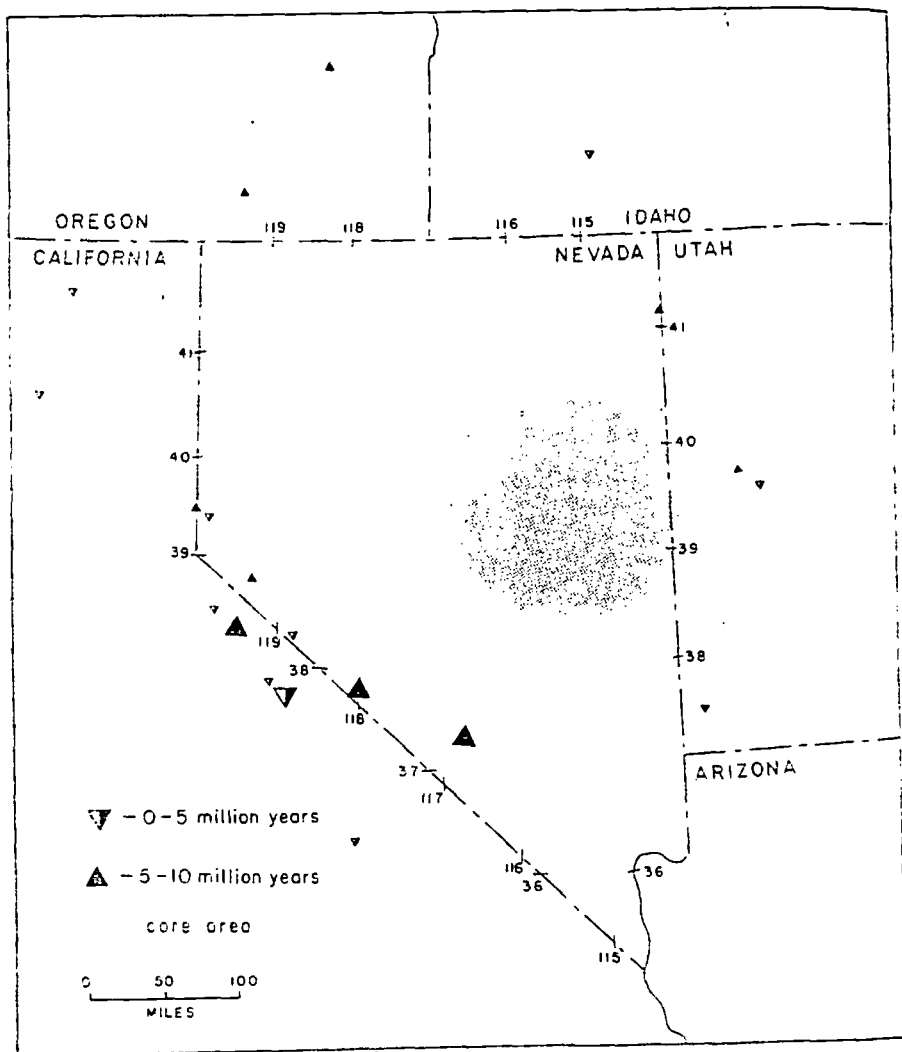 OREGON
119
118
116
115
IDAHO
CALIFORNIA
NEVADA
UTAH
41
41
40
40
39
39
119
38
38
118
37
117
ARIZONA
116
36
36
115
-0-5 million years
-5-10 million years
core area
0 50 100
MILES